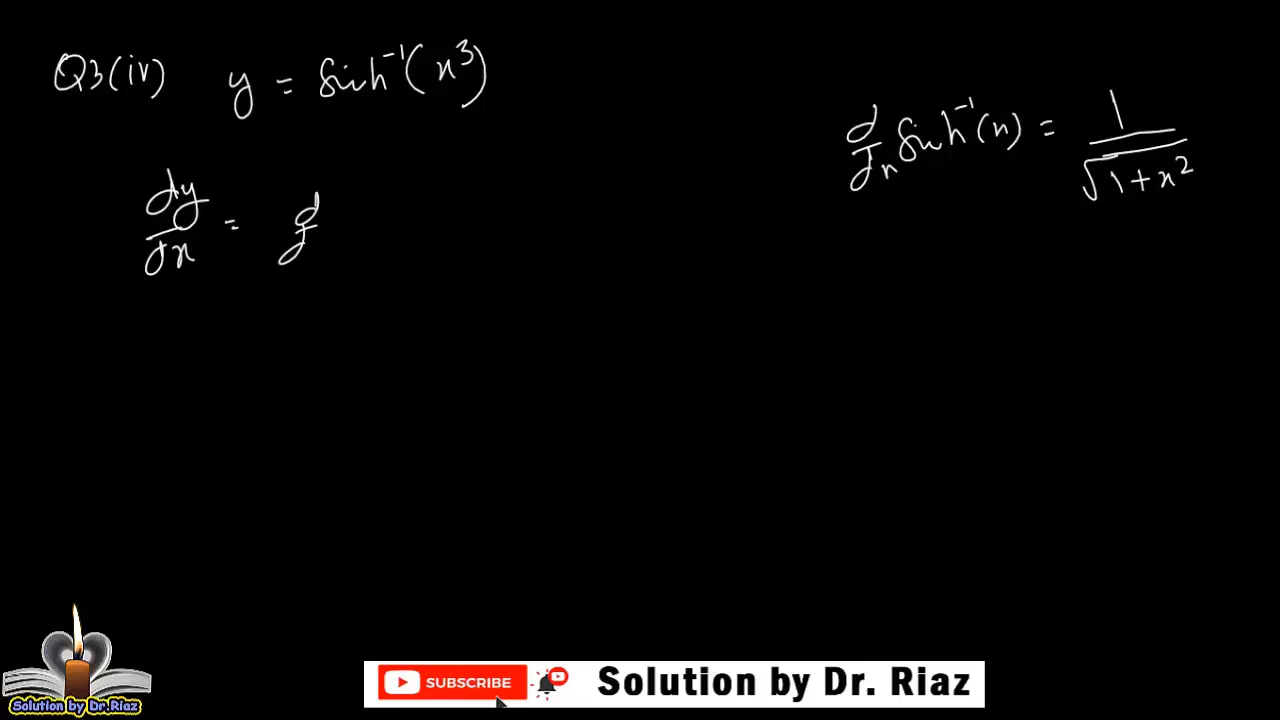 Q3(iv) y = sinh⁻¹(x³)
d/dx sinh⁻¹(x) = 1/√1+x²
dy/dx = d
SUBSCRIBE
Solution by Dr. Riaz
Solution by Dr.Riaz